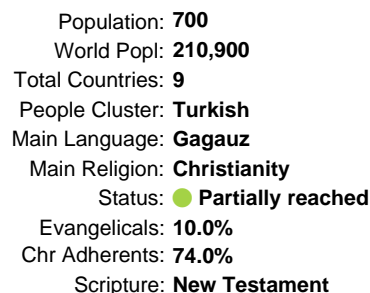 Population: 700
World Popl: 210,900
Total Countries: 9
People Cluster: Turkish
Main Language: Gagauz
Main Religion: Christianity
Status: Partially reached
Evangelicals: 10.0%
Chr Adherents: 74.0%
Scripture: New Testament